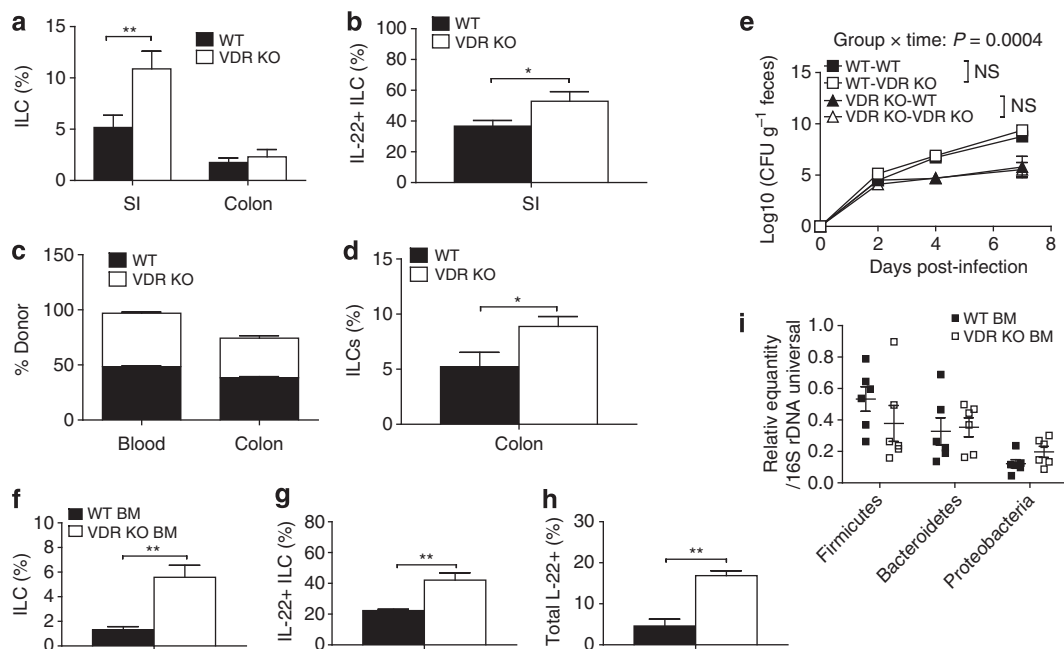 a
ILC (%)
15
10
5
0
**
WT
VDR KO
SI
Colon
b
IL-22+ ILC (%)
100
80
60
40
20
0
WT
VDR KO
*
SI
e
Group × time: P = 0.0004
WT-WT
WT-VDR KO
NS
VDR KO-WT
VDR KO-VDR KO
NS
Log10 (CFU g–1 feces)
15
10
5
0
0
2
4
6
8
Days post-infection
c
% Donor
150
100
50
0
WT
VDR KO
Blood
Colon
d
ILCs (%)
15
10
5
0
WT
VDR KO
*
Colon
i
Relative equantity
/16S rDNA universal
1.0
0.8
0.6
0.4
0.2
0
WT BM
VDR KO BM
Firmicutes
Bacteroidetes
Proteobacteria
f
ILC (%)
10
8
6
4
2
0
WT BM
VDR KO BM
**
g
IL-22+ ILC (%)
80
60
40
20
0
**
h
Total L-22+ (%)
30
20
10
0
**